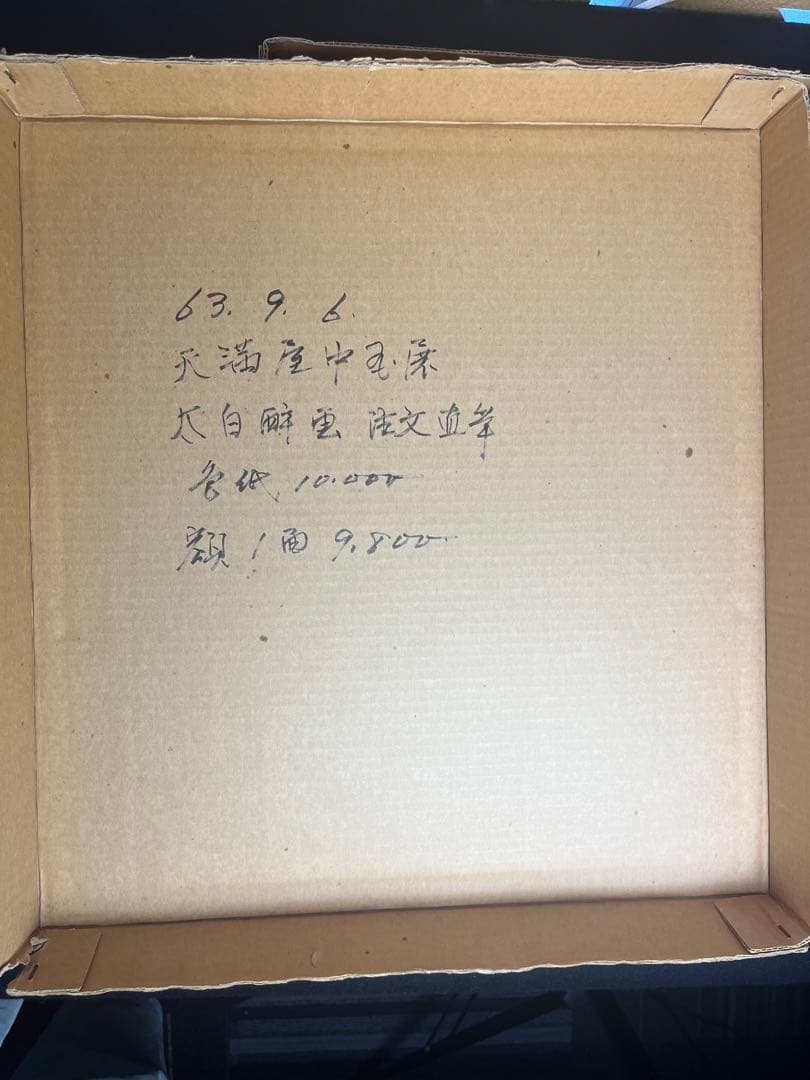 63. 9. 6.
天満屋中国展
太白酔画 注文直筆
色紙 10.000
額 1面 9.800